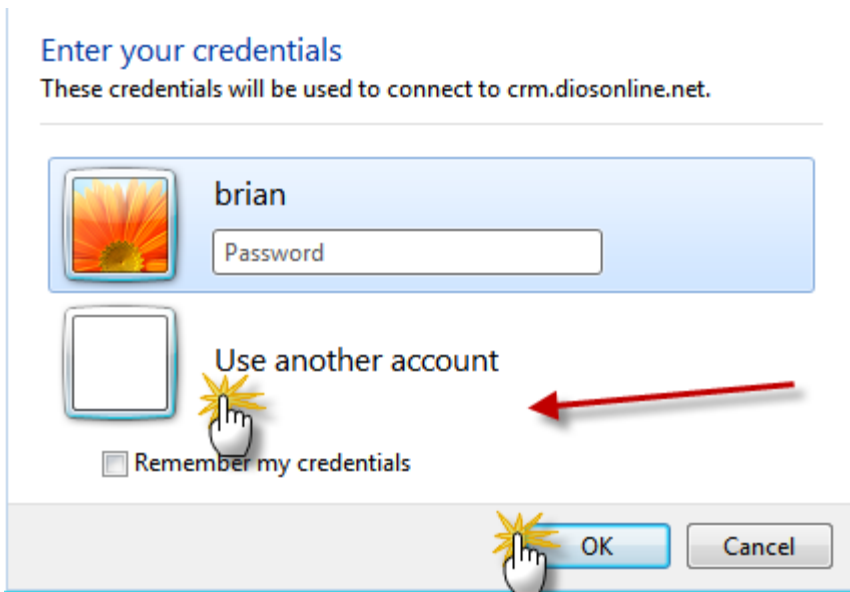 Enter your credentials
These credentials will be used to connect to crm.diosonline.net.
brian
Password
Use another account
Remember my credentials
OK
Cancel